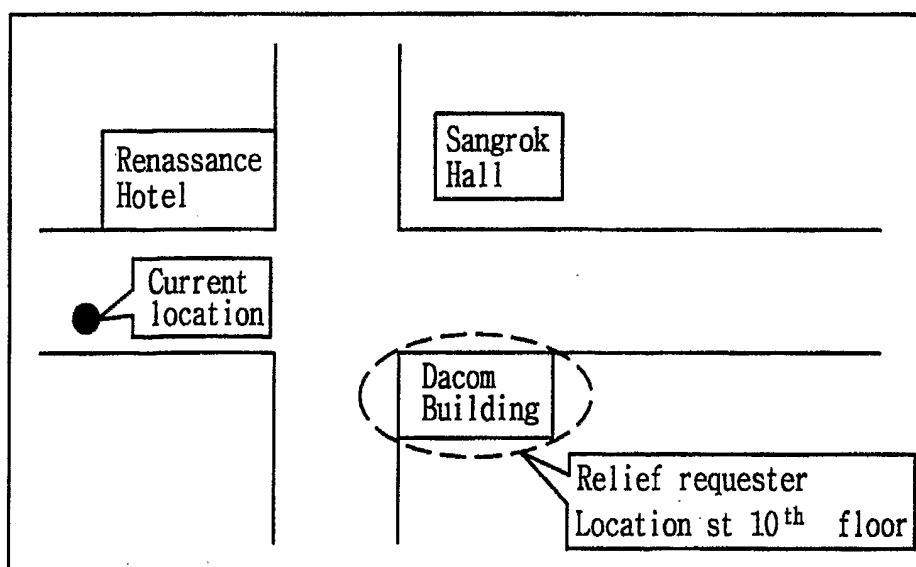 Renassance
Hotel
Sangrok
Hall
Current
location
Dacom
Building
Relief requester
Location st 10th floor